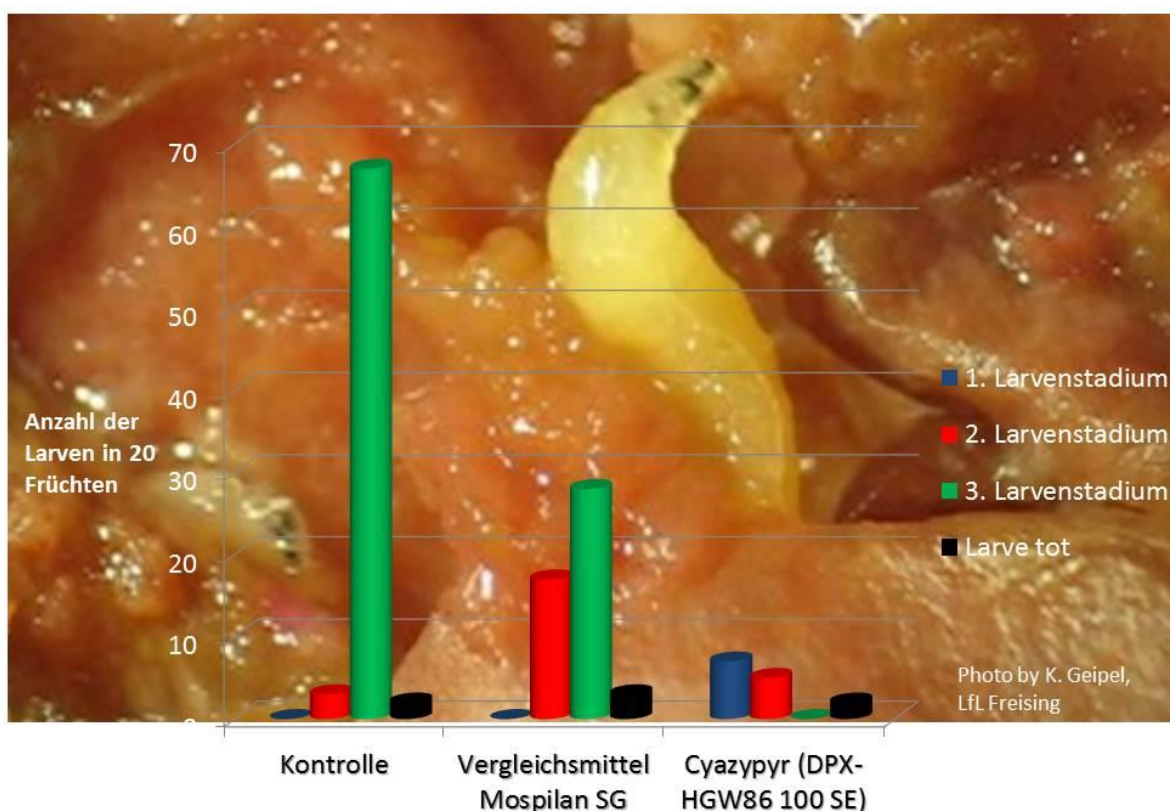 70
60
50
40
30
20
10
0
Anzahl der
Larven in 20
Früchten
1. Larvenstadium
2. Larvenstadium
3. Larvenstadium
Larve tot
Photo by K. Geipel,
LfL Freising
Kontrolle
Vergleichsmittel
Mospilan SG
Cyazypyr (DPX-
HGW86 100 SE)